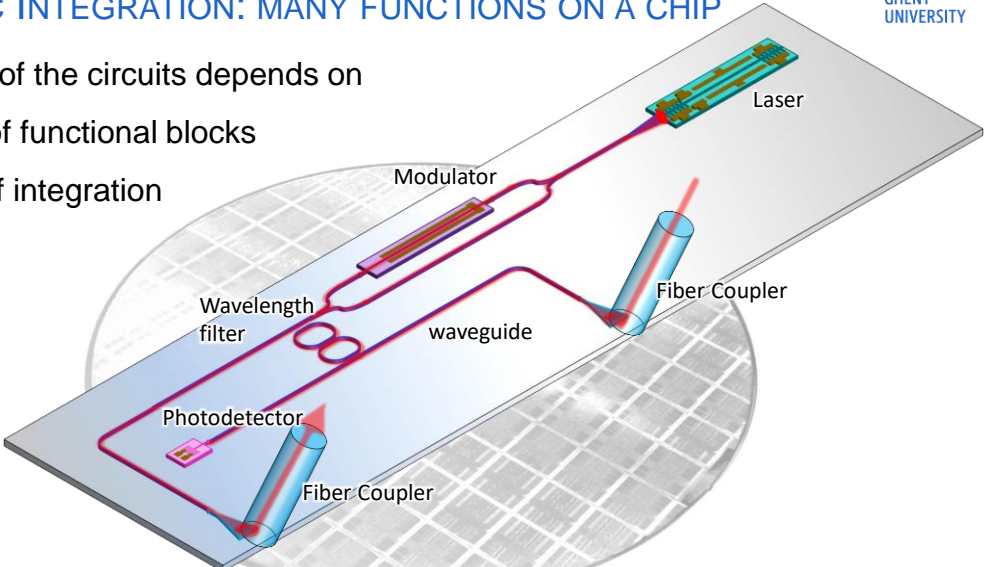 C INTEGRATION: MANY FUNCTIONS ON A CHIP
UNIVERSITY
of the circuits depends on
of functional blocks
integration
Laser
Modulator
Fiber Coupler
Wavelength
filter
waveguide
Photodetector
Fiber Coupler